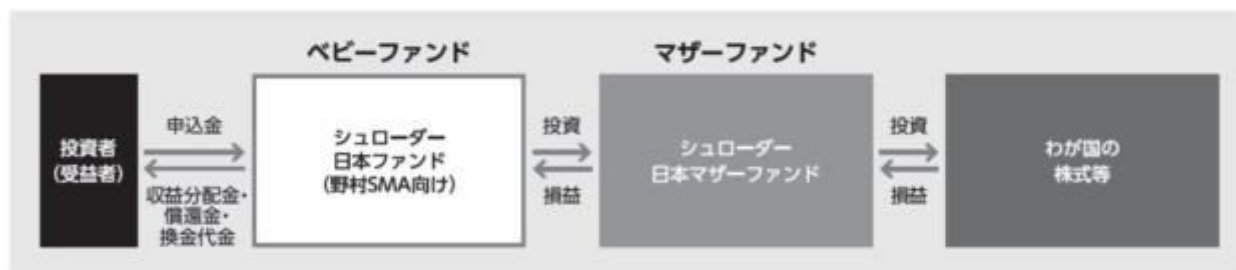 ベビーファンド
マザーファンド
投資者
(受益者)
申込金
収益分配金・
償還金・
換金代金
シュローダー
日本ファンド
(野村SMA向け)
投資
損益
シュローダー
日本マザーファンド
投資
損益
わが国の
株式等